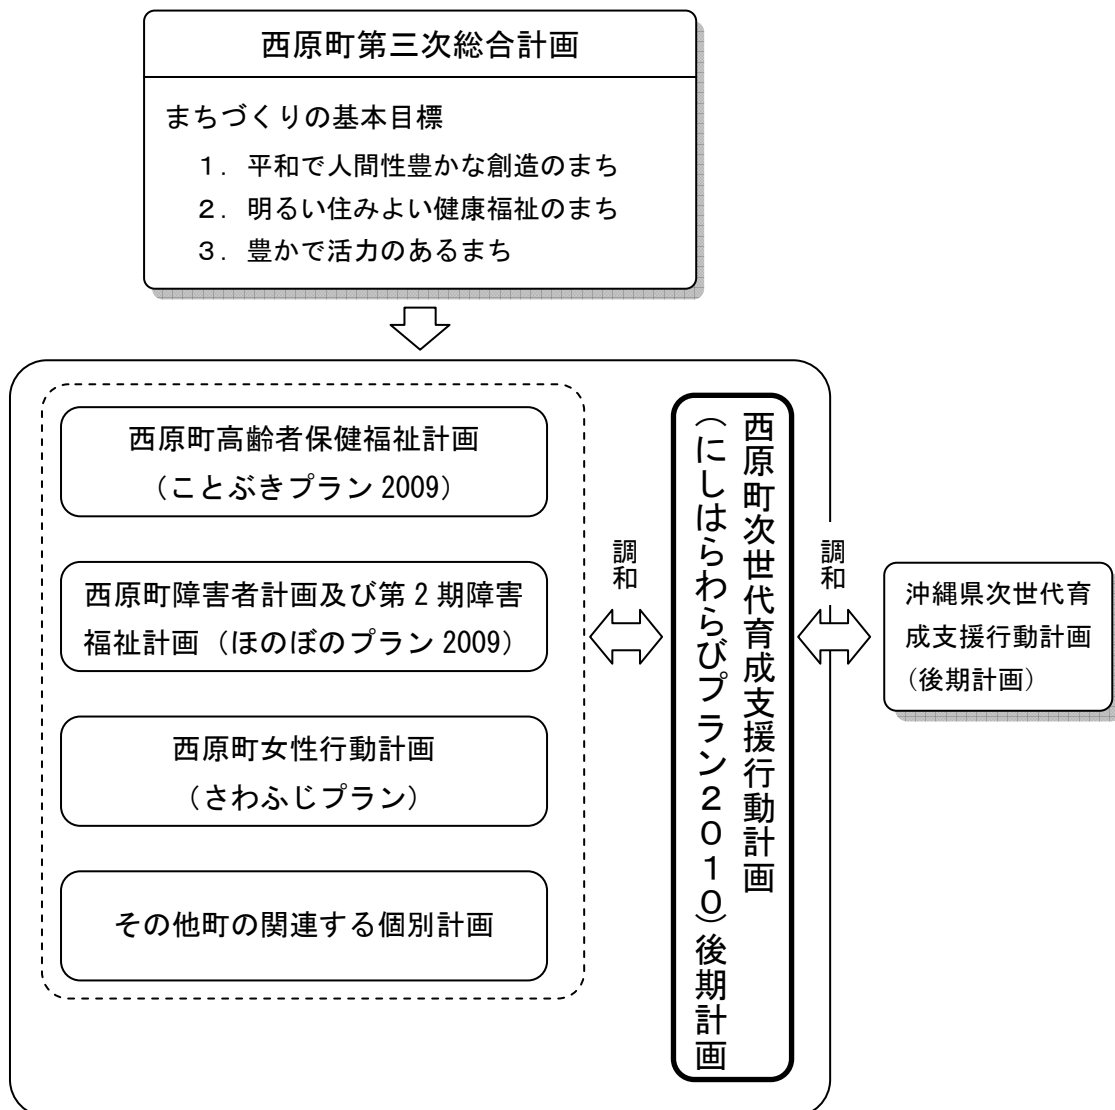 西原町第三次総合計画
まちづくりの基本目標
１．平和で人間性豊かな創造のまち
２．明るい住みよい健康福祉のまち
３．豊かで活力のあるまち
西原町高齢者保健福祉計画
（ことぶきプラン 2009）
西原町障害者計画及び第 2 期障害
福祉計画（ほのぼのプラン 2009）
西原町女性行動計画
（さわふじプラン）
その他町の関連する個別計画
調和
西原町次世代育成支援行動計画
（にしはらわらびプラン２０１０）後期計画
調和
沖縄県次世代育
成支援行動計画
（後期計画）